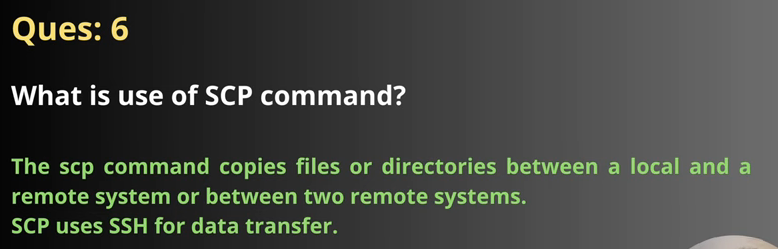 Ques: 6
What is use of SCP command?
The scp command copies files or directories between a local and a
remote system or between two remote systems.
SCP uses SSH for data transfer.